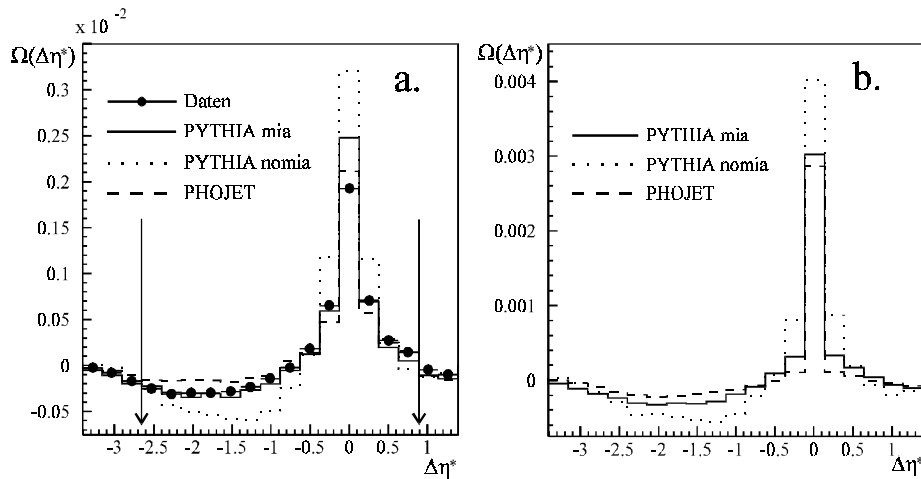 x 10 -2
Ω(Δη*)
a.
0.3
0.25
0.2
0.15
0.1
0.05
0
-0.05
Daten
PYTHIA mia
PYTHIA nomia
PHOJET
-3 -2.5 -2 -1.5 -1 -0.5 0 0.5 1
Δη*
Ω(Δη*)
b.
0.004
0.003
0.002
0.001
0
PYTHIA mia
PYTHIA nomia
PHOJET
-3 -2.5 -2 -1.5 -1 -0.5 0 0.5 1
Δη*